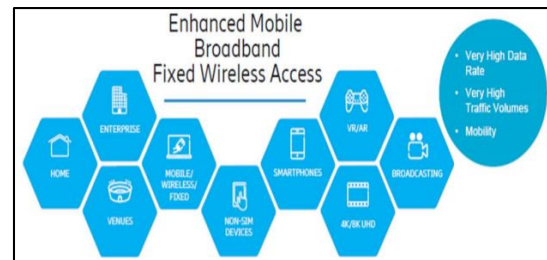 Enhanced Mobile
Broadband
Fixed Wireless Access
• Very High Data
Rate
• Very High
Traffic Volumes
• Mobility
ENTERPRISE
VR/AR
HOME
MOBILE/
WIRELESS/
FIXED
SMARTPHONES
BROADCASTING
VENUES
NON-SIM
DEVICES
4K/8K UHD